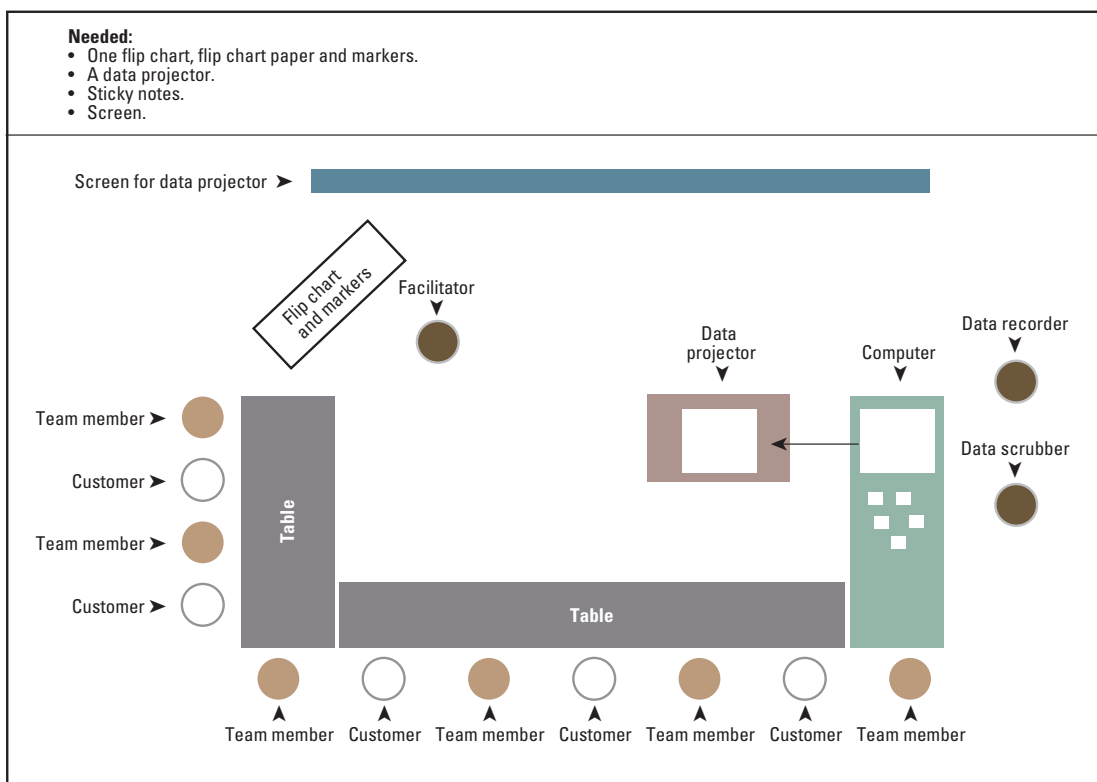 Needed:
• One flip chart, flip chart paper and markers.
• A data projector.
• Sticky notes.
• Screen.
Screen for data projector
Flip chart
and markers
Facilitator
Data
projector
Computer
Data recorder
Data scrubber
Team member
Customer
Team member
Customer
Table
Table
Team member
Customer
Team member
Customer
Team member
Customer
Team member